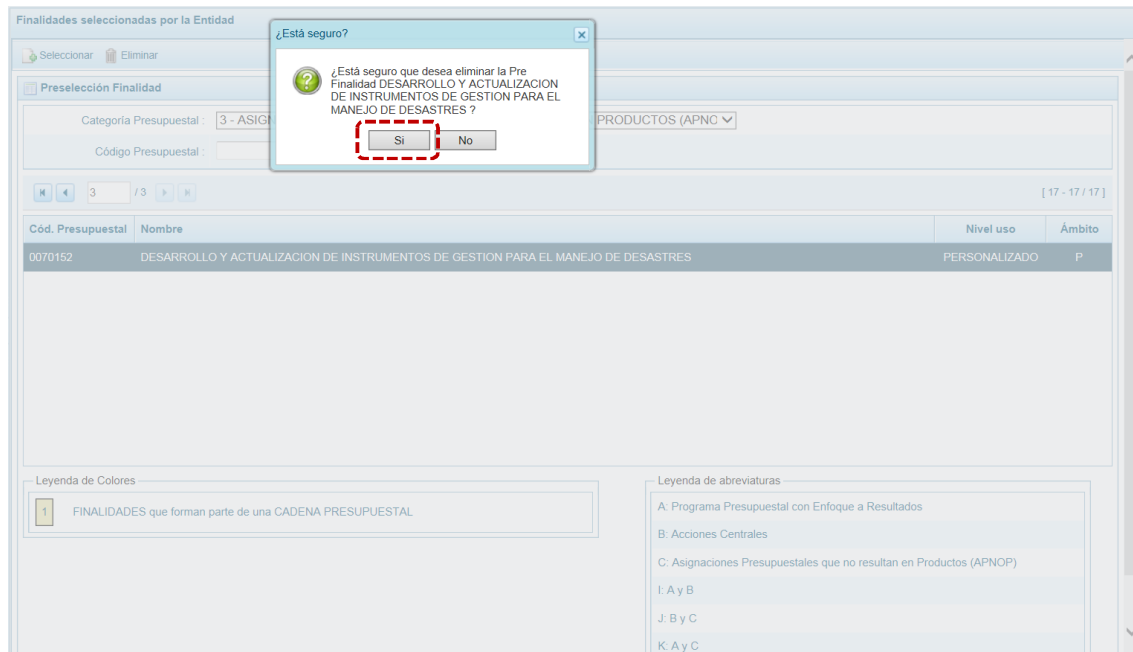 Finalidades seleccionadas por la Entidad
¿Está seguro?
Seleccionar Eliminar
¿Está seguro que desea eliminar la Pre
Finalidad DESARROLLO Y ACTUALIZACION
DE INSTRUMENTOS DE GESTION PARA EL
MANEJO DE DESASTRES ?
Si No
Preselección Finalidad
Categoría Presupuestal : 3 - ASIG PRODUCTOS (APNC
Código Presupuestal :
3 / 3 [ 17 - 17 / 17 ]
Cód. Presupuestal Nombre Nivel uso Ámbito
0070152 DESARROLLO Y ACTUALIZACION DE INSTRUMENTOS DE GESTION PARA EL MANEJO DE DESASTRES PERSONALIZADO P
Leyenda de Colores
1 FINALIDADES que forman parte de una CADENA PRESUPUESTAL
Leyenda de abreviaturas
A: Programa Presupuestal con Enfoque a Resultados
B: Acciones Centrales
C: Asignaciones Presupuestales que no resultan en Productos (APNOP)
I: A y B
J: B y C
K: A y C